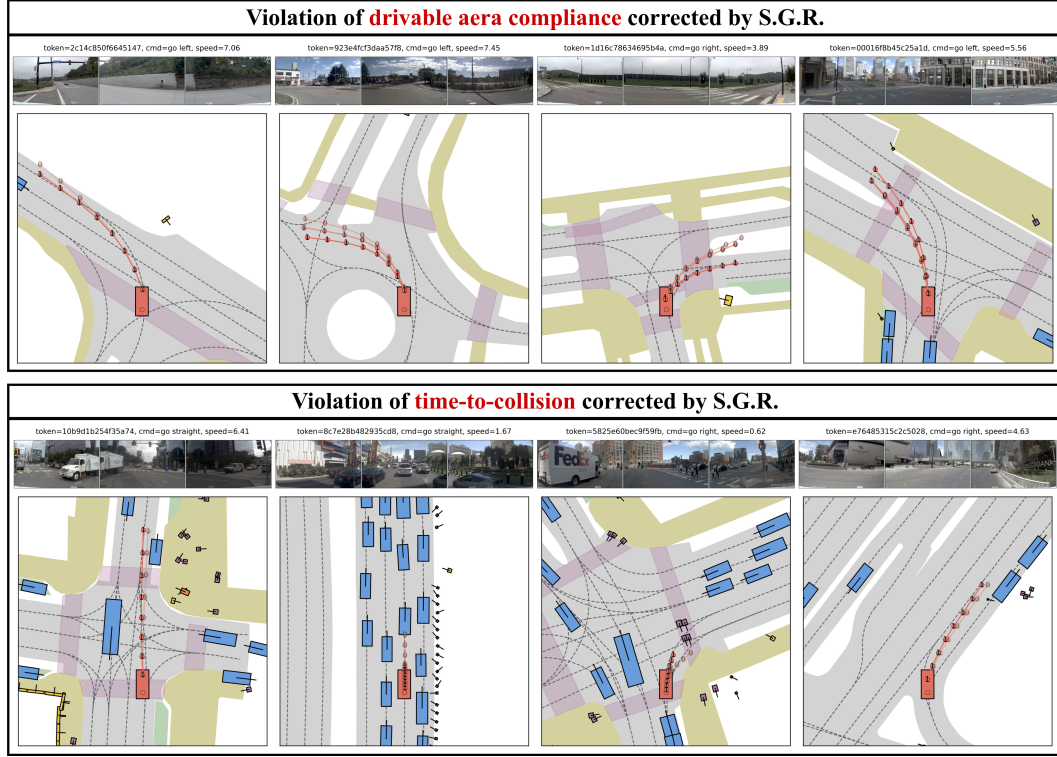 Violation of drivable aera compliance corrected by S.G.R.
token=2c14c850f6645147, cmd=go left, speed=7.06
token=923e4fcf3daa57f8, cmd=go left, speed=7.45
token=1d16c78634695b4a, cmd=go right, speed=3.89
token=00016f8b45c25a1d, cmd=go left, speed=5.56
Violation of time-to-collision corrected by S.G.R.
token=10b9d1b254f35a74, cmd=go straight, speed=6.41
token=8c7e28b482935cd8, cmd=go straight, speed=1.67
token=5825e60bec9f59fb, cmd=go right, speed=0.62
token=e76485315c2c5028, cmd=go right, speed=4.63
FedEx